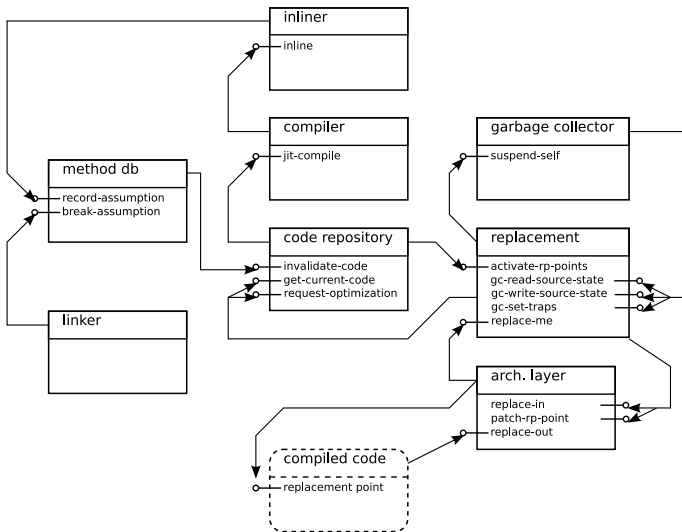 inliner
inline
compiler
jit-compile
garbage collector
suspend-self
method db
record-assumption
break-assumption
code repository
invalidate-code
get-current-code
request-optimization
replacement
activate-rp-points
gc-read-source-state
gc-write-source-state
gc-set-traps
replace-me
linker
arch. layer
replace-in
patch-rp-point
replace-out
compiled code
replacement point